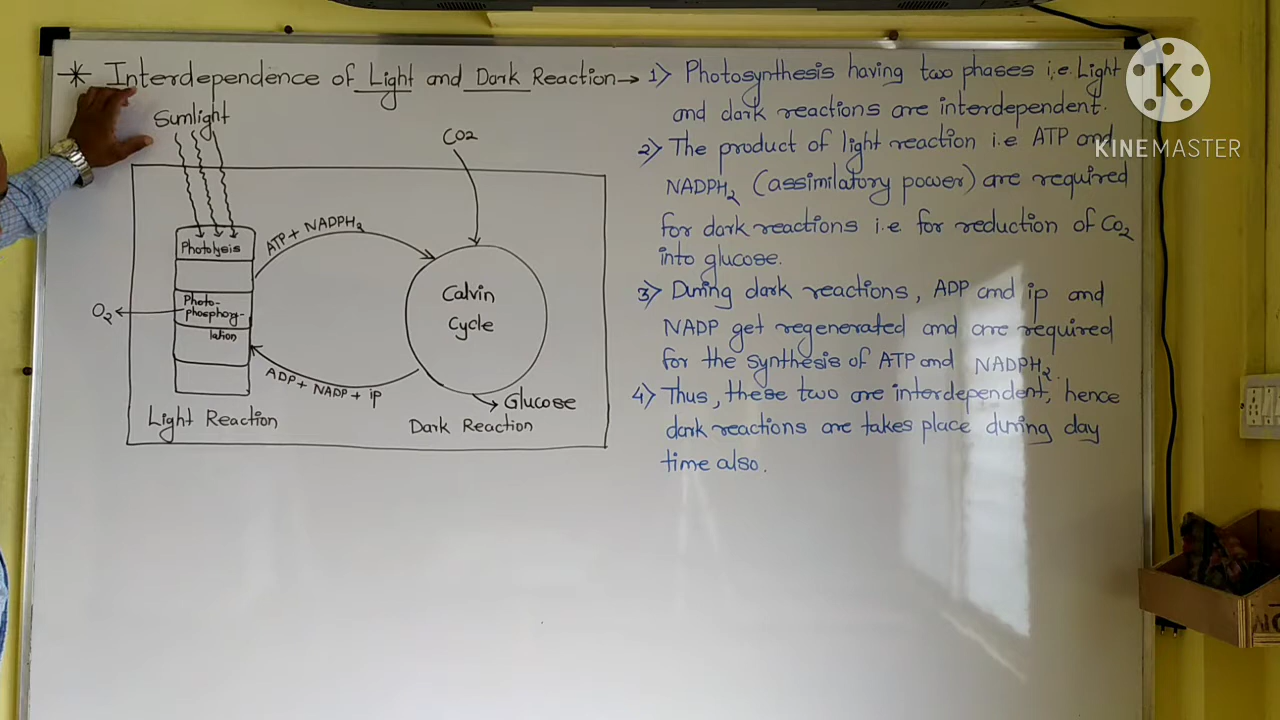 * Interdependence of Light and Dark Reaction →
Sunlight
CO2
Photolysis
ATP + NADPH2
Photo-
phosphory-
lation
O2
Calvin
Cycle
ADP + NADP + ip
Glucose
Light Reaction
Dark Reaction
1) Photosynthesis having two phases i.e. Light
and dark reactions are interdependent.
2) The product of light reaction i.e ATP and
NADPH2 (assimilatory power) are required
for dark reactions i.e for reduction of CO2
into glucose.
3) During dark reactions, ADP and ip and
NADP get regenerated and are required
for the synthesis of ATP and NADPH2.
4) Thus, these two are interdependent, hence
dark reactions are takes place during day
time also.
K
KINEMASTER